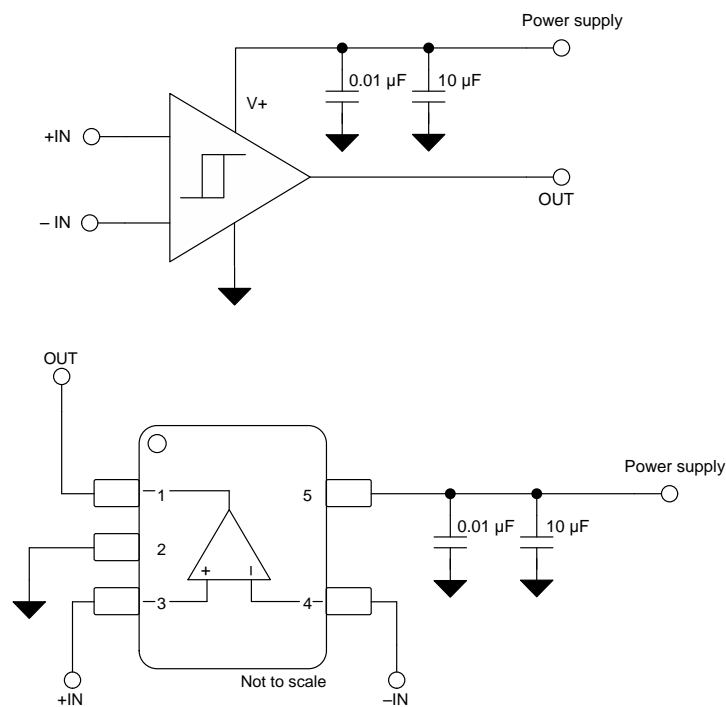 Power supply
0.01 µF
10 µF
V+
+IN
– IN
OUT
OUT
Power supply
1
5
0.01 µF
10 µF
2
+
–
3
4
Not to scale
+IN
–IN